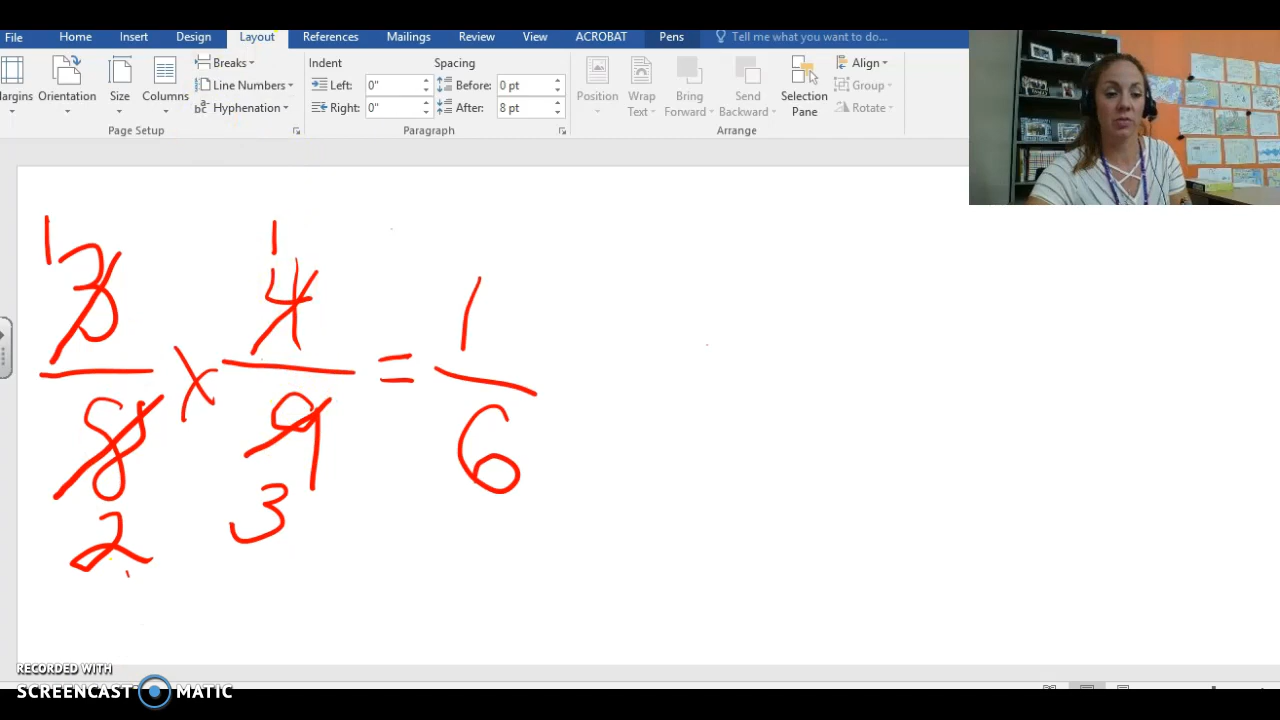 File Home Insert Design Layout References Mailings Review View ACROBAT Pens Tell me what you want to do...
argins Orientation Size Columns
Breaks
Line Numbers
Hyphenation
Page Setup
Indent Spacing
Left: 0" Before: 0 pt
Right: 0" After: 8 pt
Paragraph
Position Wrap Text Bring Forward Send Backward Selection Pane
Align
Group
Rotate
Arrange
1 1
3 4 1
x =
8 9 6
2 3
RECORDED WITH
SCREENCAST MATIC